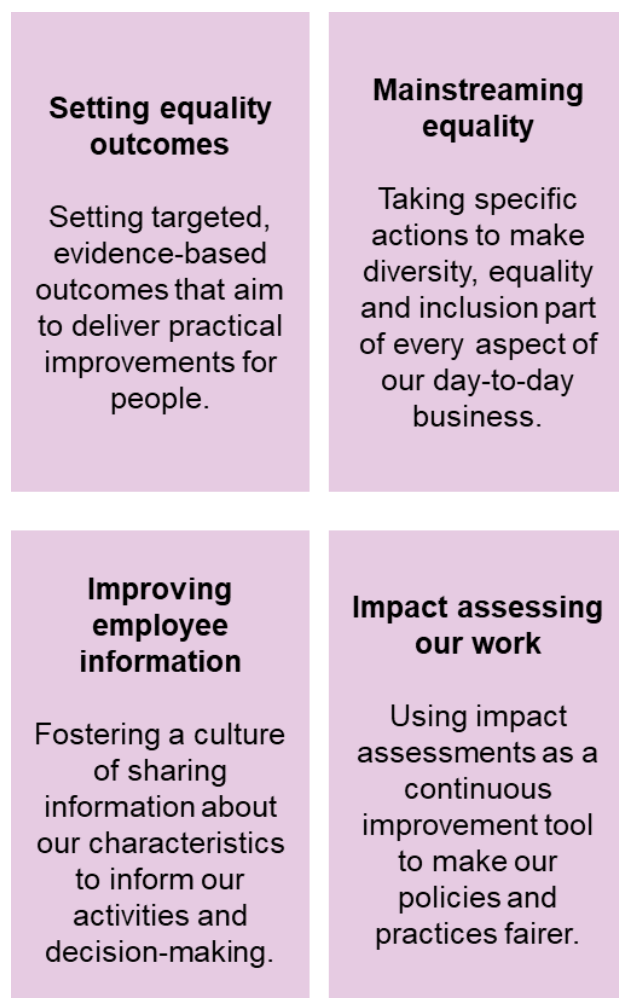 Setting equality
outcomes
Setting targeted,
evidence-based
outcomes that aim
to deliver practical
improvements for
people.
Mainstreaming
equality
Taking specific
actions to make
diversity, equality
and inclusion part
of every aspect of
our day-to-day
business.
Improving
employee
information
Fostering a culture
of sharing
information about
our characteristics
to inform our
activities and
decision-making.
Impact assessing
our work
Using impact
assessments as a
continuous
improvement tool
to make our
policies and
practices fairer.